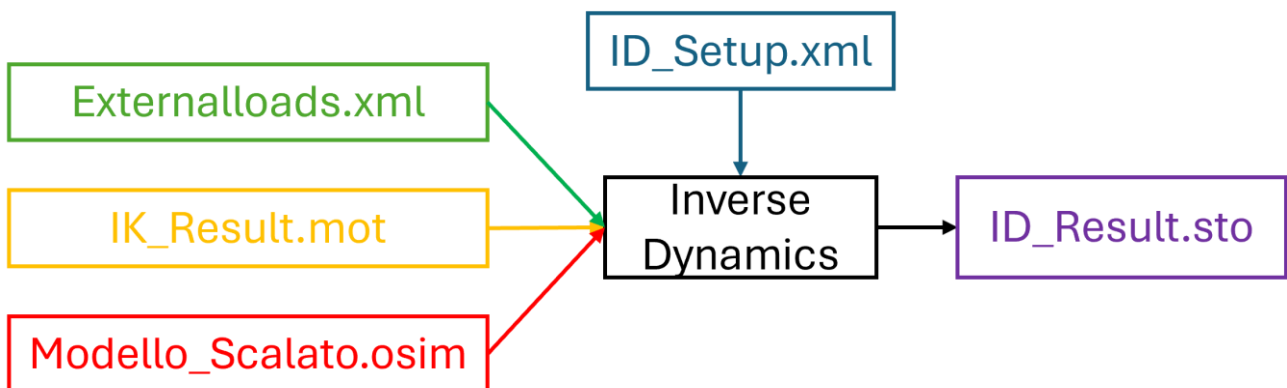 ID_Setup.xml
Externalloads.xml
IK_Result.mot
Inverse
Dynamics
ID_Result.sto
Modello_Scalato.osim